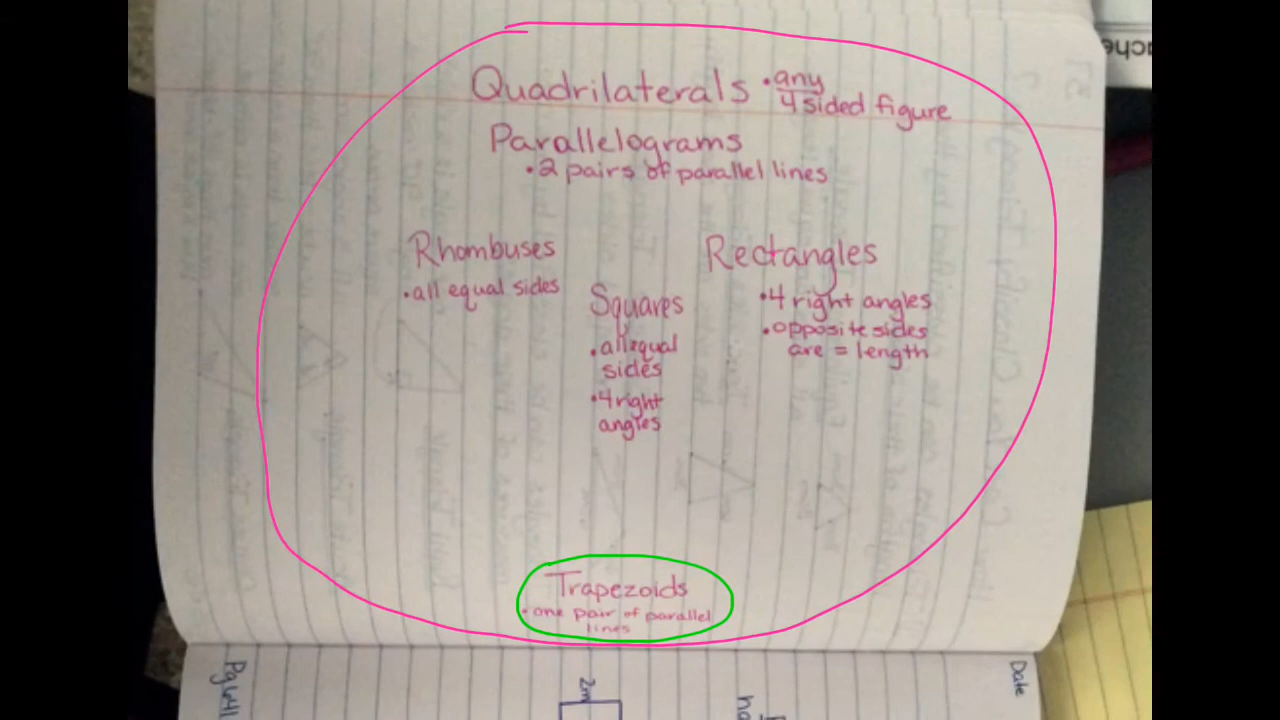 Quadrilaterals • any
4 sided figure
Parallelograms
• 2 pairs of parallel lines
Rhombuses
• all equal sides
Squares
• all equal
sides
• 4 right
angles
Rectangles
• 4 right angles
• opposite sides
are = length
Trapezoids
• one pair of parallel
lines
Pg 641
2m
Date